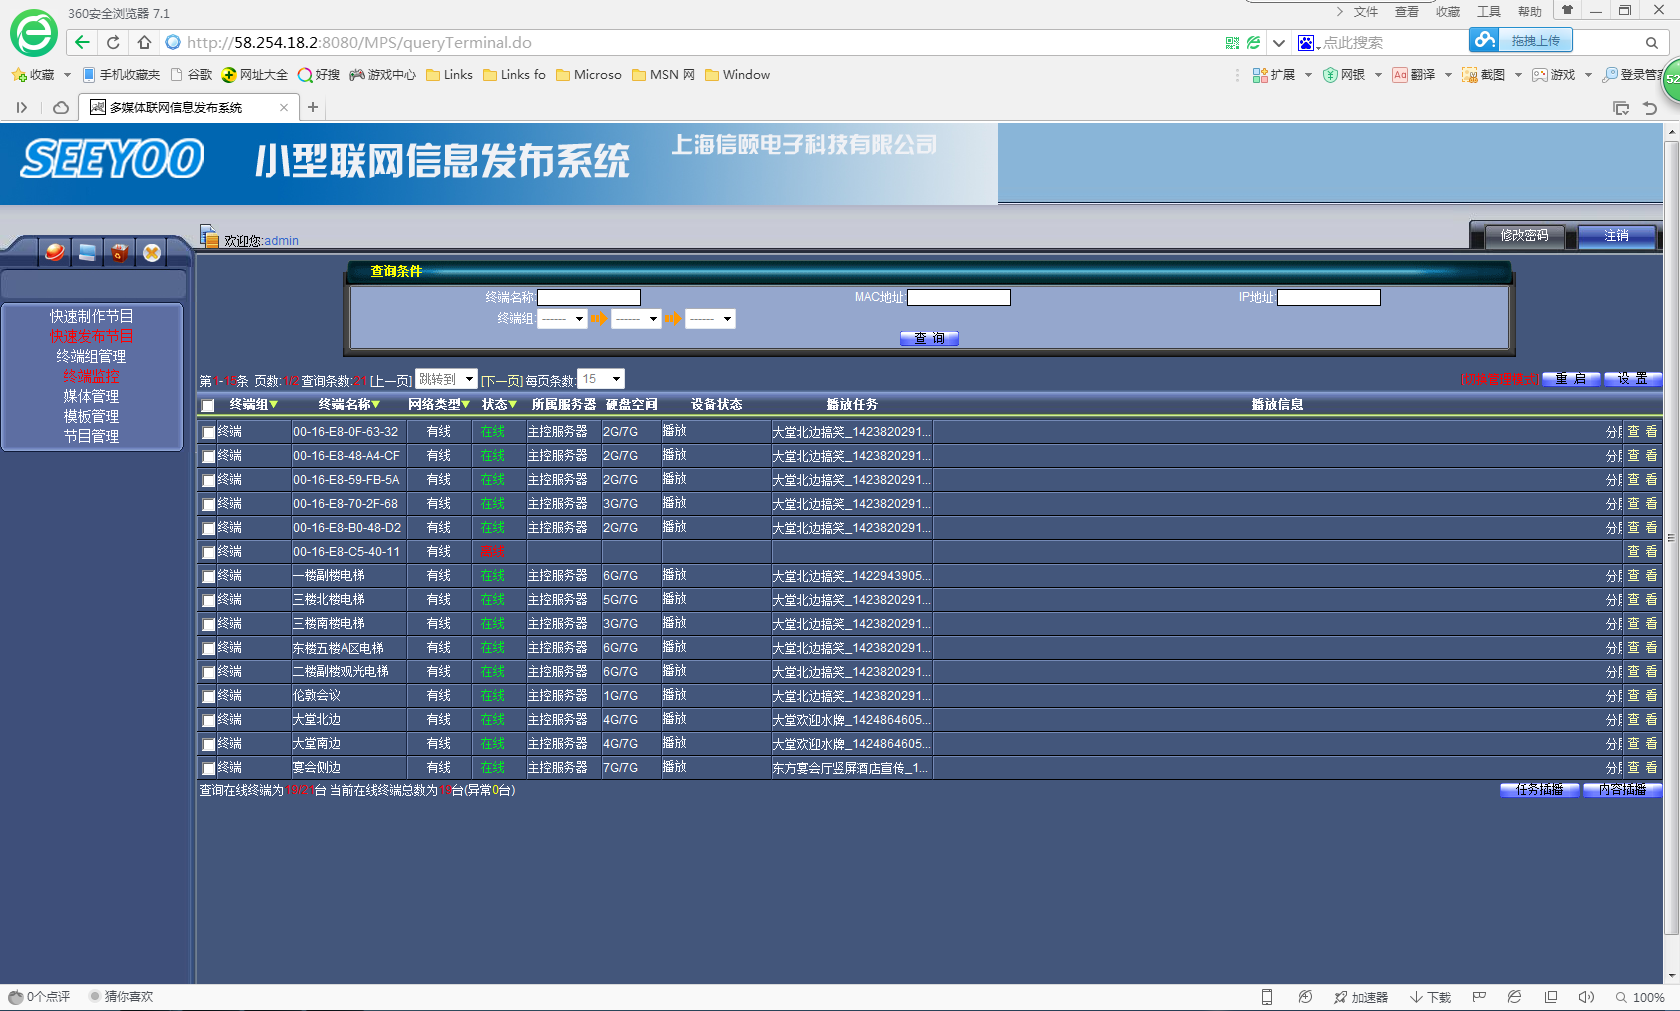 360安全浏览器 7.1
文件 查看 收藏 工具 帮助
http://58.254.18.2:8080/MPS/queryTerminal.do
点此搜索
拖拽上传
收藏 手机收藏夹 谷歌 网址大全 好搜 游戏中心 Links Links fo Microso MSN 网 Window
扩展 网银 翻译 截图 游戏 登录管家
52
多媒体联网信息发布系统
SEEYOO 小型联网信息发布系统 上海信颐电子科技有限公司
欢迎您:admin
修改密码 注销
快速制作节目
快速发布节目
终端组管理
终端监控
媒体管理
模板管理
节目管理
查询条件
终端名称: MAC地址: IP地址:
终端组: ------ ------ ------
查 询
第1-15条 页数:1/2 查询条数:21 [上一页] 跳转到 [下一页] 每页条数: 15
重 启 设 置
终端组▼ 终端名称▼ 网络类型▼ 状态▼ 所属服务器 硬盘空间 设备状态 播放任务 播放信息
终端 00-16-E8-0F-63-32 有线 在线 主控服务器 2G/7G 播放 大堂北边搞笑_1423820291... 查 看
终端 00-16-E8-48-A4-CF 有线 在线 主控服务器 2G/7G 播放 大堂北边搞笑_1423820291... 查 看
终端 00-16-E8-59-FB-5A 有线 在线 主控服务器 2G/7G 播放 大堂北边搞笑_1423820291... 查 看
终端 00-16-E8-70-2F-68 有线 在线 主控服务器 3G/7G 播放 大堂北边搞笑_1423820291... 查 看
终端 00-16-E8-B0-48-D2 有线 在线 主控服务器 2G/7G 播放 大堂北边搞笑_1423820291... 查 看
终端 00-16-E8-C5-40-11 有线 查 看
终端 一楼副楼电梯 有线 在线 主控服务器 6G/7G 播放 大堂北边搞笑_1422943905... 查 看
终端 三楼北楼电梯 有线 在线 主控服务器 5G/7G 播放 大堂北边搞笑_1423820291... 查 看
终端 三楼南楼电梯 有线 在线 主控服务器 3G/7G 播放 大堂北边搞笑_1423820291... 查 看
终端 东楼五楼A区电梯 有线 在线 主控服务器 6G/7G 播放 大堂北边搞笑_1423820291... 查 看
终端 二楼副楼观光电梯 有线 在线 主控服务器 6G/7G 播放 大堂北边搞笑_1423820291... 查 看
终端 伦敦会议 有线 在线 主控服务器 1G/7G 播放 大堂北边搞笑_1423820291... 查 看
终端 大堂北边 有线 在线 主控服务器 4G/7G 播放 大堂欢迎水牌_1424864605... 查 看
终端 大堂南边 有线 在线 主控服务器 4G/7G 播放 大堂欢迎水牌_1424864605... 查 看
终端 宴会侧边 有线 在线 主控服务器 7G/7G 播放 东方宴会厅竖屏酒店宣传_1... 查 看
查询在线终端为19/21台 当前在线终端总数为19台(异常0台)
任务插播 内容插播
0个点评 猜你喜欢
加速器 下载 100%